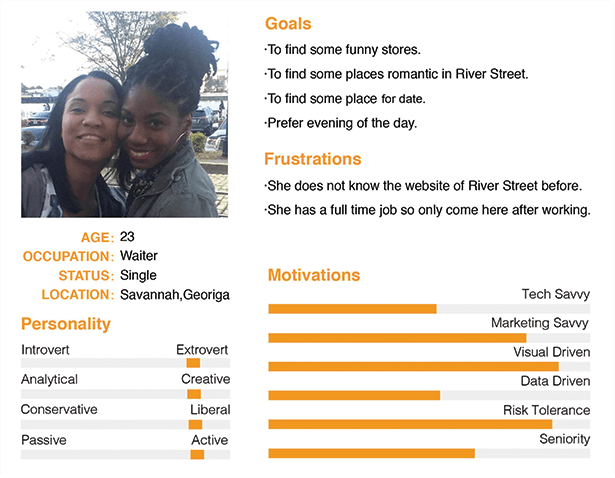 Goals
·To find some funny stores.
·To find some places romantic in River Street.
·To find some place for date.
·Prefer evening of the day.
Frustrations
·She does not know the website of River Street before.
·She has a full time job so only come here after working.
AGE: 23
OCCUPATION: Waiter
STATUS: Single
LOCATION: Savannah,Georiga
Personality
Introvert Extrovert
Analytical Creative
Conservative Liberal
Passive Active
Motivations
Tech Savvy
Marketing Savvy
Visual Driven
Data Driven
Risk Tolerance
Seniority